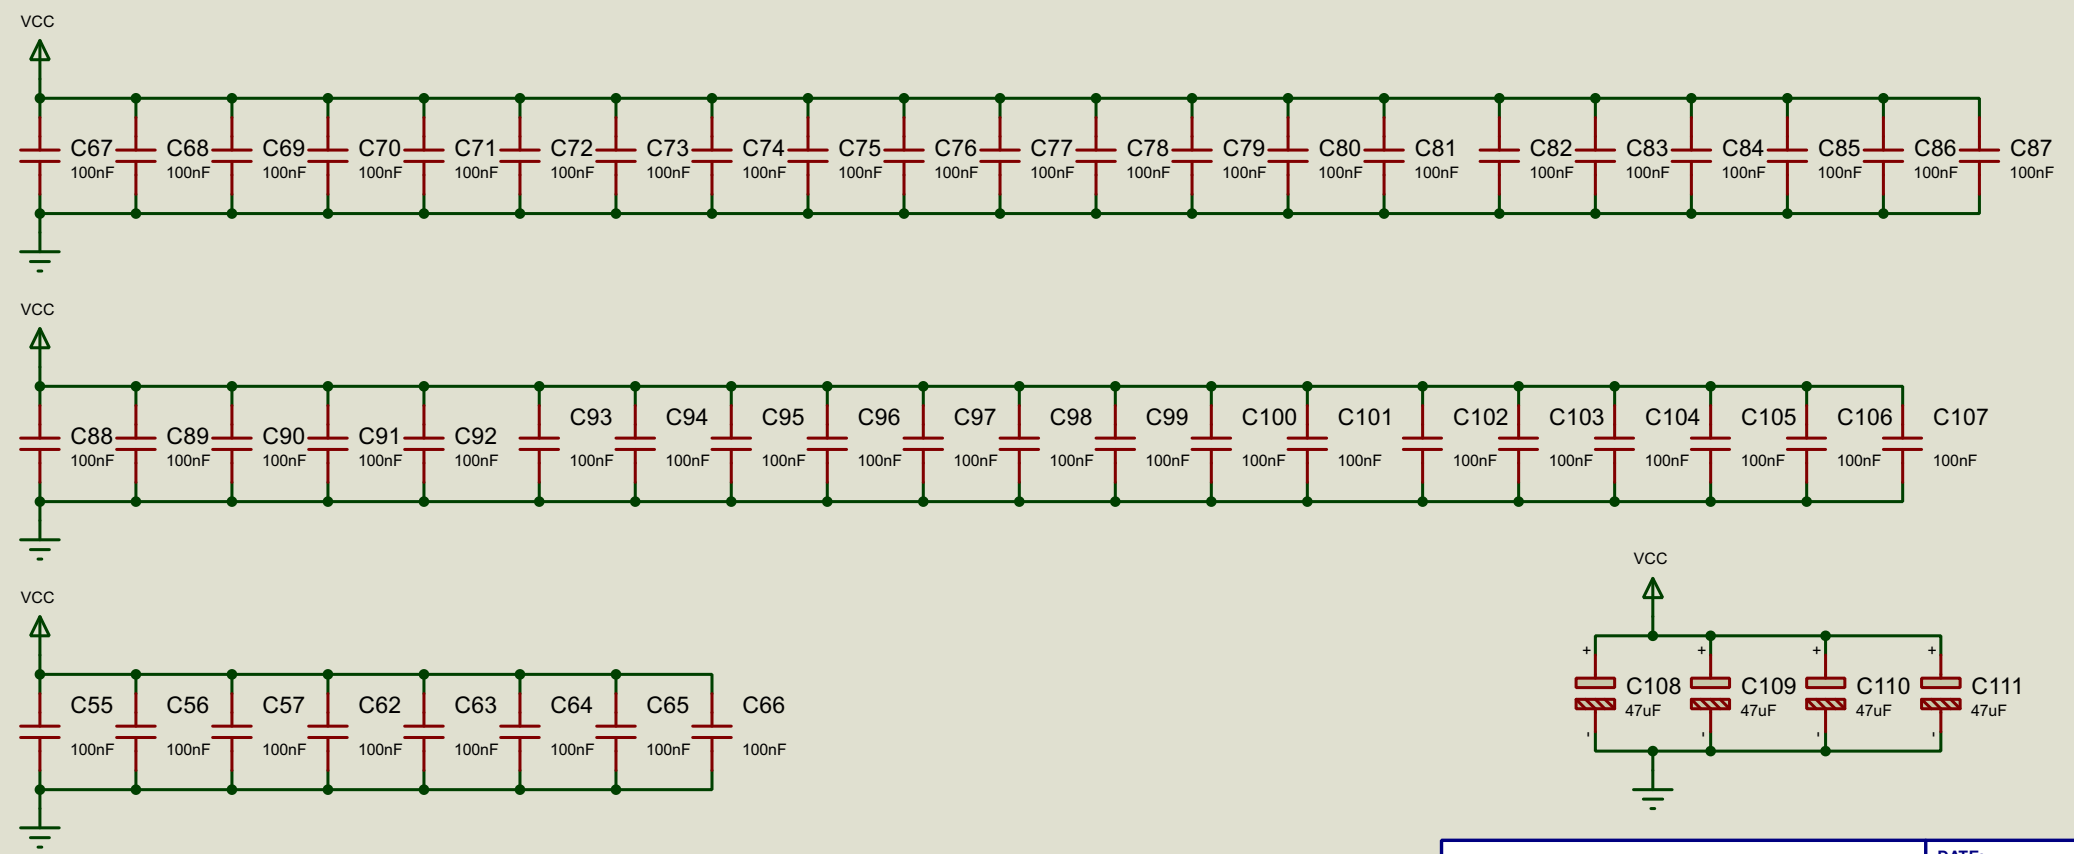 VCC
C67 C68 C69 C70 C71 C72 C73 C74 C75 C76 C77 C78 C79 C80 C81 C82 C83 C84 C85 C86 C87
100nF 100nF 100nF 100nF 100nF 100nF 100nF 100nF 100nF 100nF 100nF 100nF 100nF 100nF 100nF 100nF 100nF 100nF 100nF 100nF 100nF
VCC
C93 C94 C95 C96 C97 C98 C99 C100 C101 C102 C103 C104 C105 C106 C107
C88 C89 C90 C91 C92
100nF 100nF 100nF 100nF 100nF 100nF 100nF 100nF 100nF 100nF 100nF 100nF 100nF 100nF 100nF 100nF 100nF 100nF 100nF 100nF
VCC
VCC
+ + + +
C108 C109 C110 C111
47uF 47uF 47uF 47uF
- - - -
C55 C56 C57 C62 C63 C64 C65 C66
100nF 100nF 100nF 100nF 100nF 100nF 100nF 100nF
DATE: